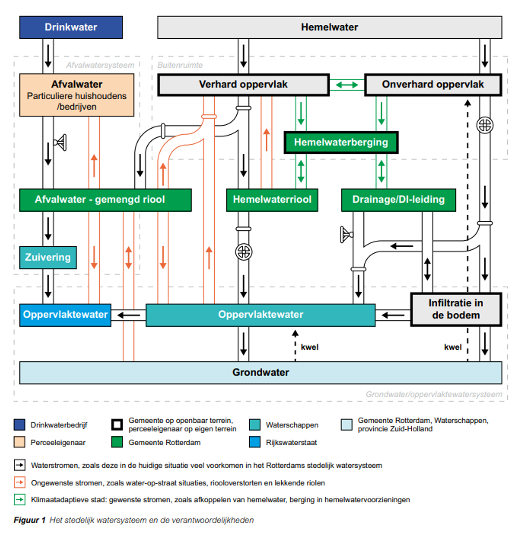 Drinkwater
Hemelwater
Afvalwatersysteem
Buitenruimte
Afvalwater
Particuliere huishoudens
/bedrijven
Verhard oppervlak
Onverhard oppervlak
Hemelwaterberging
Afvalwater - gemengd riool
Hemelwaterriool
Drainage/DI-leiding
Zuivering
Oppervlaktewater
Oppervlaktewater
Infiltratie in
de bodem
kwel
kwel
Grondwater
Grondwater/oppervlaktewatersysteem
Drinkwaterbedrijf
Gemeente op openbaar terrein,
perceeleigenaar op eigen terrein
Waterschappen
Gemeente Rotterdam, Waterschappen,
provincie Zuid-Holland
Perceeleigenaar
Gemeente Rotterdam
Rijkswaterstaat
Waterstromen, zoals deze in de huidige situatie veel voorkomen in het Rotterdams stedelijk watersysteem
Ongewenste stromen, zoals water-op-straat situaties, riooloverstorten en lekkende riolen
Klimaatadaptieve stad: gewenste stromen, zoals afkoppelen van hemelwater, berging in hemelwatervoorzieningen
Figuur 1 Het stedelijk watersysteem en de verantwoordelijkheden